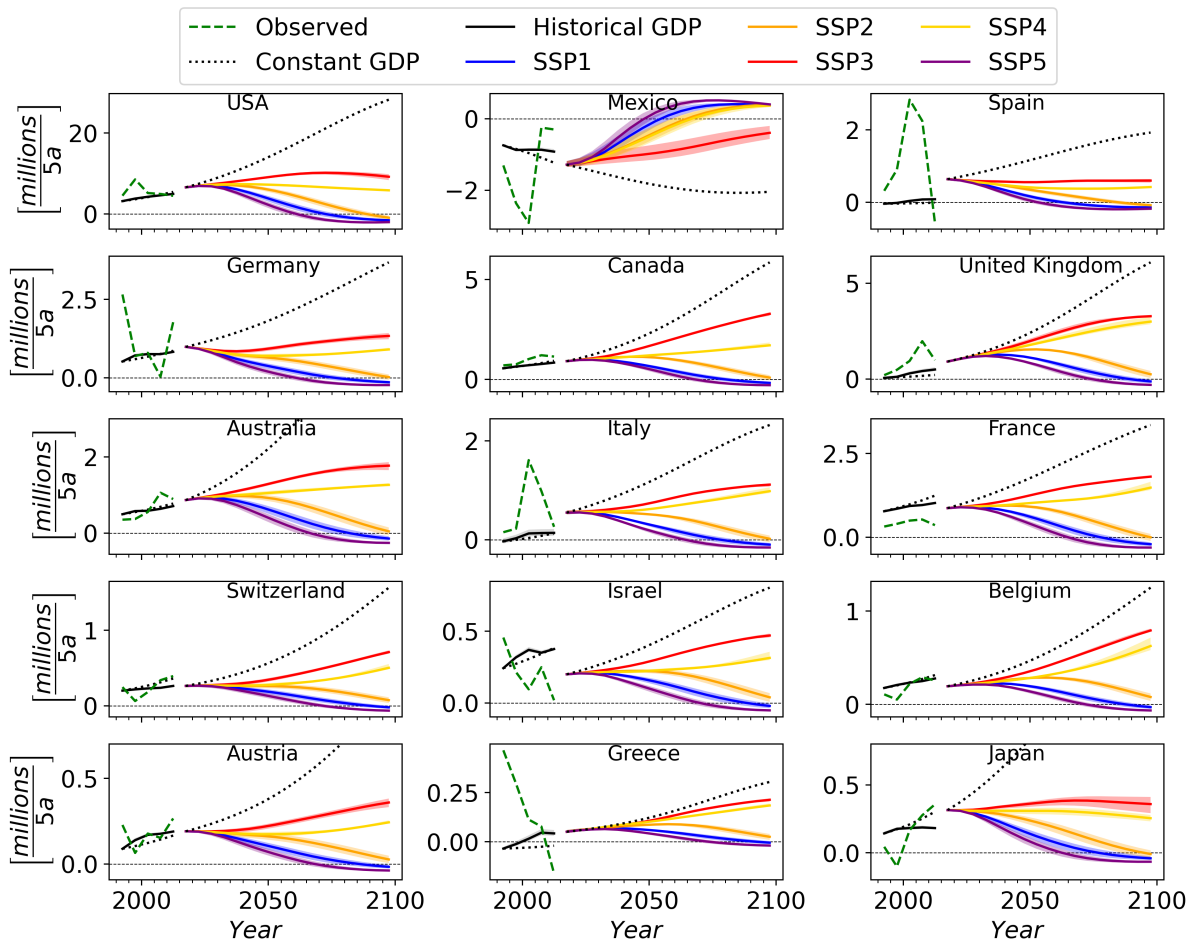 Observed Historical GDP SSP2 SSP4
Constant GDP SSP1 SSP3 SSP5
USA Mexico Spain
[millions/5a]
20
0
0
−2
2
0
Germany Canada United Kingdom
[millions/5a]
2.5
0.0
5
0
5
0
Australia Italy France
[millions/5a]
2
0
2
0
2.5
0.0
Switzerland Israel Belgium
[millions/5a]
1
0
0.5
0.0
1
0
Austria Greece Japan
[millions/5a]
0.5
0.0
0.25
0.00
0.5
0.0
2000 2050 2100 2000 2050 2100 2000 2050 2100
Year Year Year